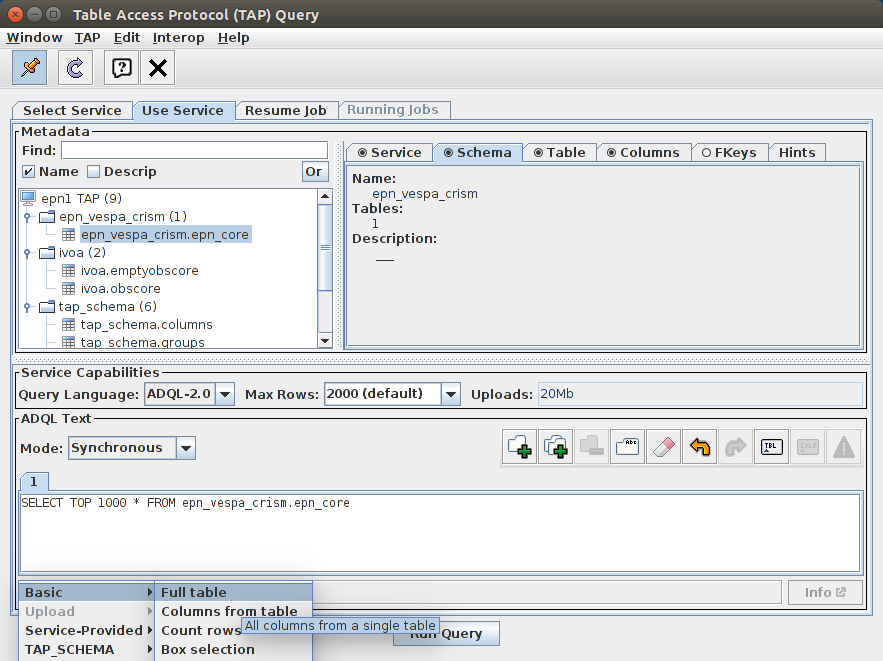 Table Access Protocol (TAP) Query
Window TAP Edit Interop Help
Select Service Use Service Resume Job Running Jobs
Metadata
Find:
Name Descrip Or
epn1 TAP (9)
epn_vespa_crism (1)
epn_vespa_crism.epn_core
ivoa (2)
ivoa.emptyobscore
ivoa.obscore
tap_schema (6)
tap_schema.columns
tap_schema.groups
Service Schema Table Columns FKeys Hints
Name:
epn_vespa_crism
Tables:
1
Description:
Service Capabilities
Query Language: ADQL-2.0 Max Rows: 2000 (default) Uploads: 20Mb
ADQL Text
Mode: Synchronous
Abc
TBL
COLS
1
SELECT TOP 1000 * FROM epn_vespa_crism.epn_core
Basic
Upload
Service-Provided
TAP_SCHEMA
Full table
Columns from table
Count rows
Box selection
All columns from a single table
Info
Query